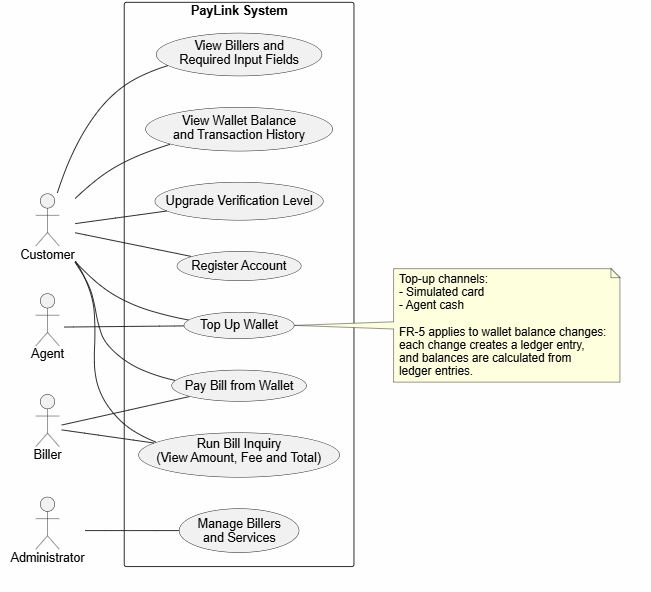 PayLink System
View Billers and
Required Input Fields
View Wallet Balance
and Transaction History
Upgrade Verification Level
Customer
Register Account
Top-up channels:
- Simulated card
- Agent cash
FR-5 applies to wallet balance changes:
each change creates a ledger entry,
and balances are calculated from
ledger entries.
Top Up Wallet
Agent
Pay Bill from Wallet
Biller
Run Bill Inquiry
(View Amount, Fee and Total)
Manage Billers
and Services
Administrator